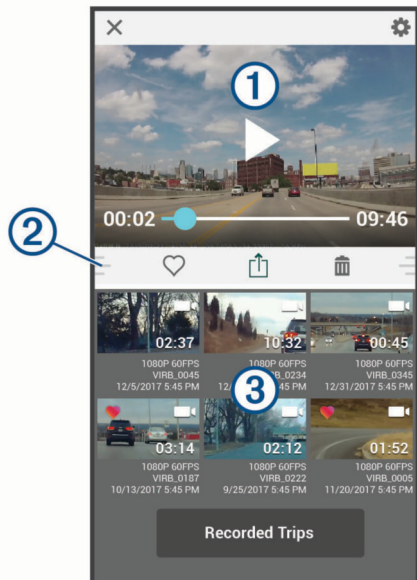 1
00:02
09:46
2
02:37
10:32
00:45
1080P 60FPS
1080P 60FPS
1080P 60FPS
VIRB_0045
VIRB_0234
VIRB_0345
12/5/2017 5:45 PM
12/31/2017 5:45 PM
3
03:14
02:12
01:52
1080P 60FPS
1080P 60FPS
1080P 60FPS
VIRB_0187
VIRB_0222
VIRB_0005
10/13/2017 5:45 PM
9/25/2017 5:45 PM
11/20/2017 5:45 PM
Recorded Trips